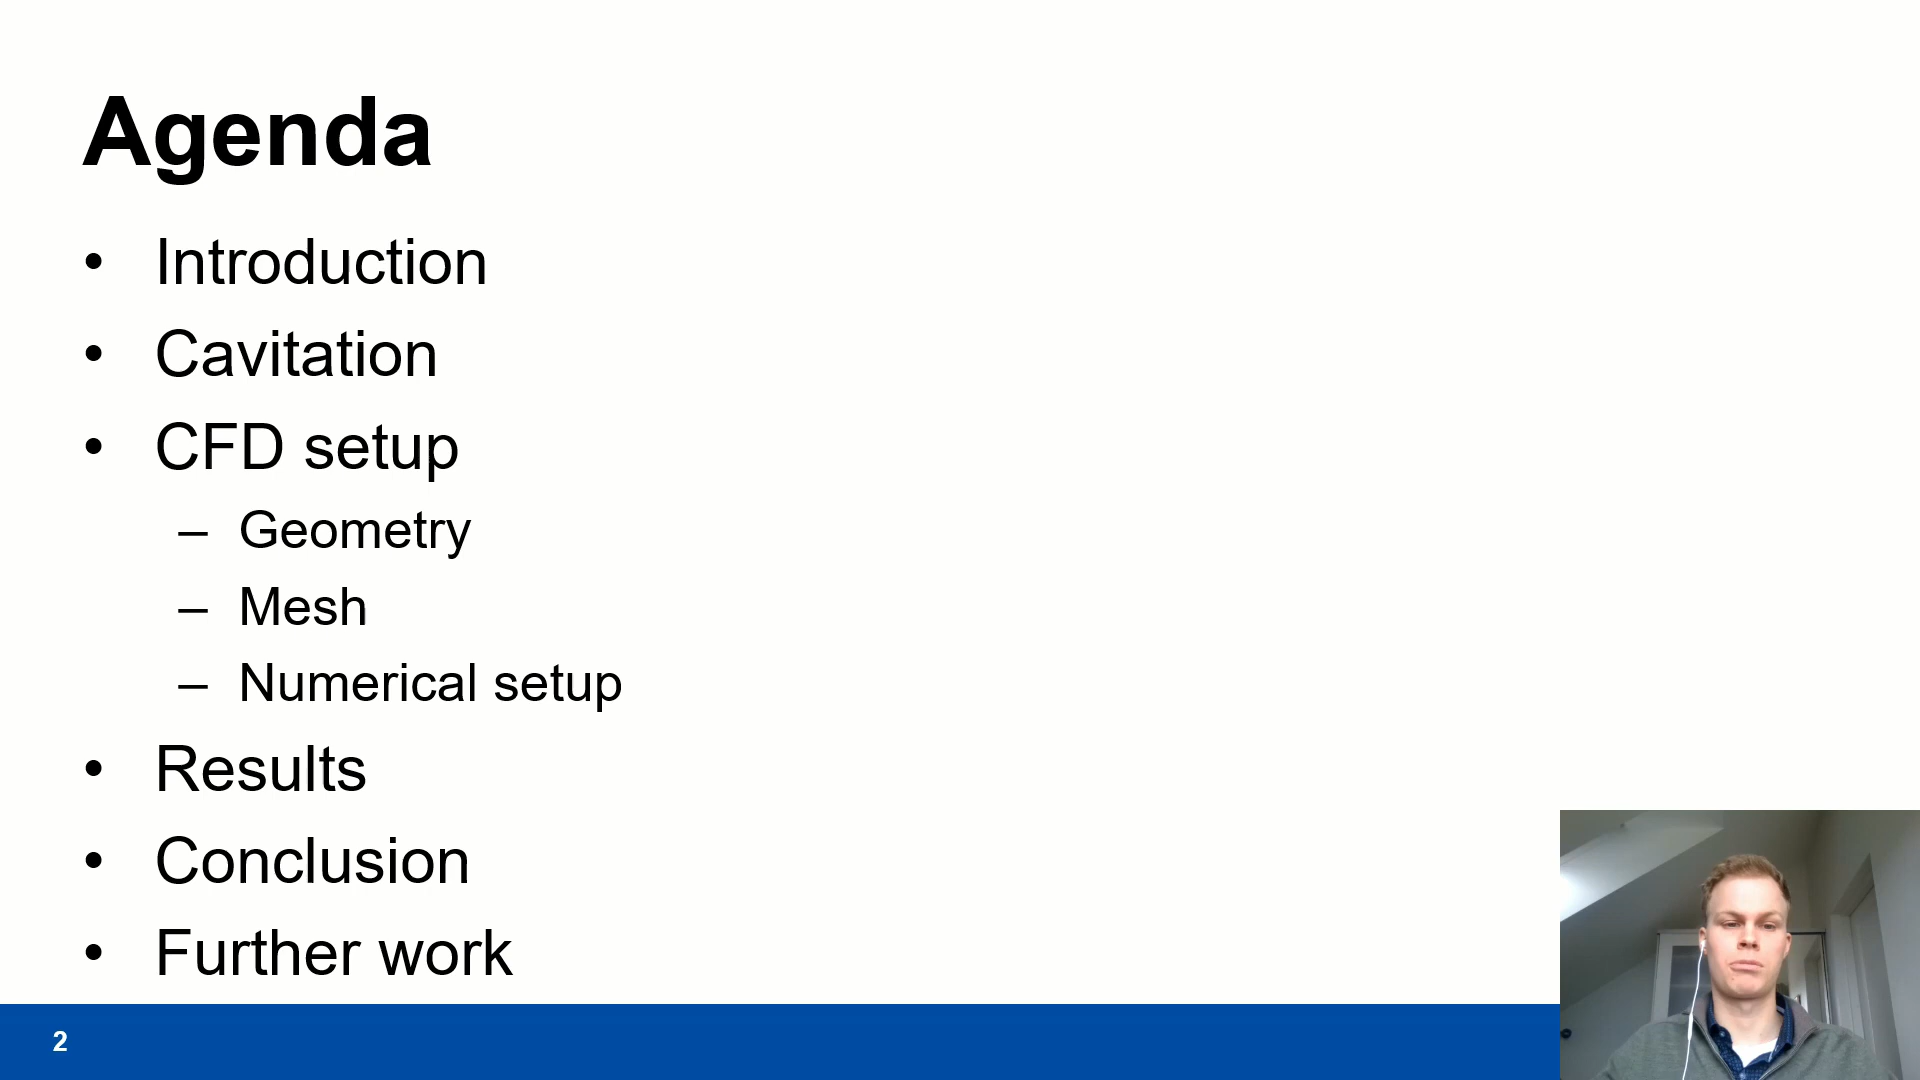 Agenda
• Introduction
• Cavitation
• CFD setup
– Geometry
– Mesh
– Numerical setup
• Results
• Conclusion
• Further work
2